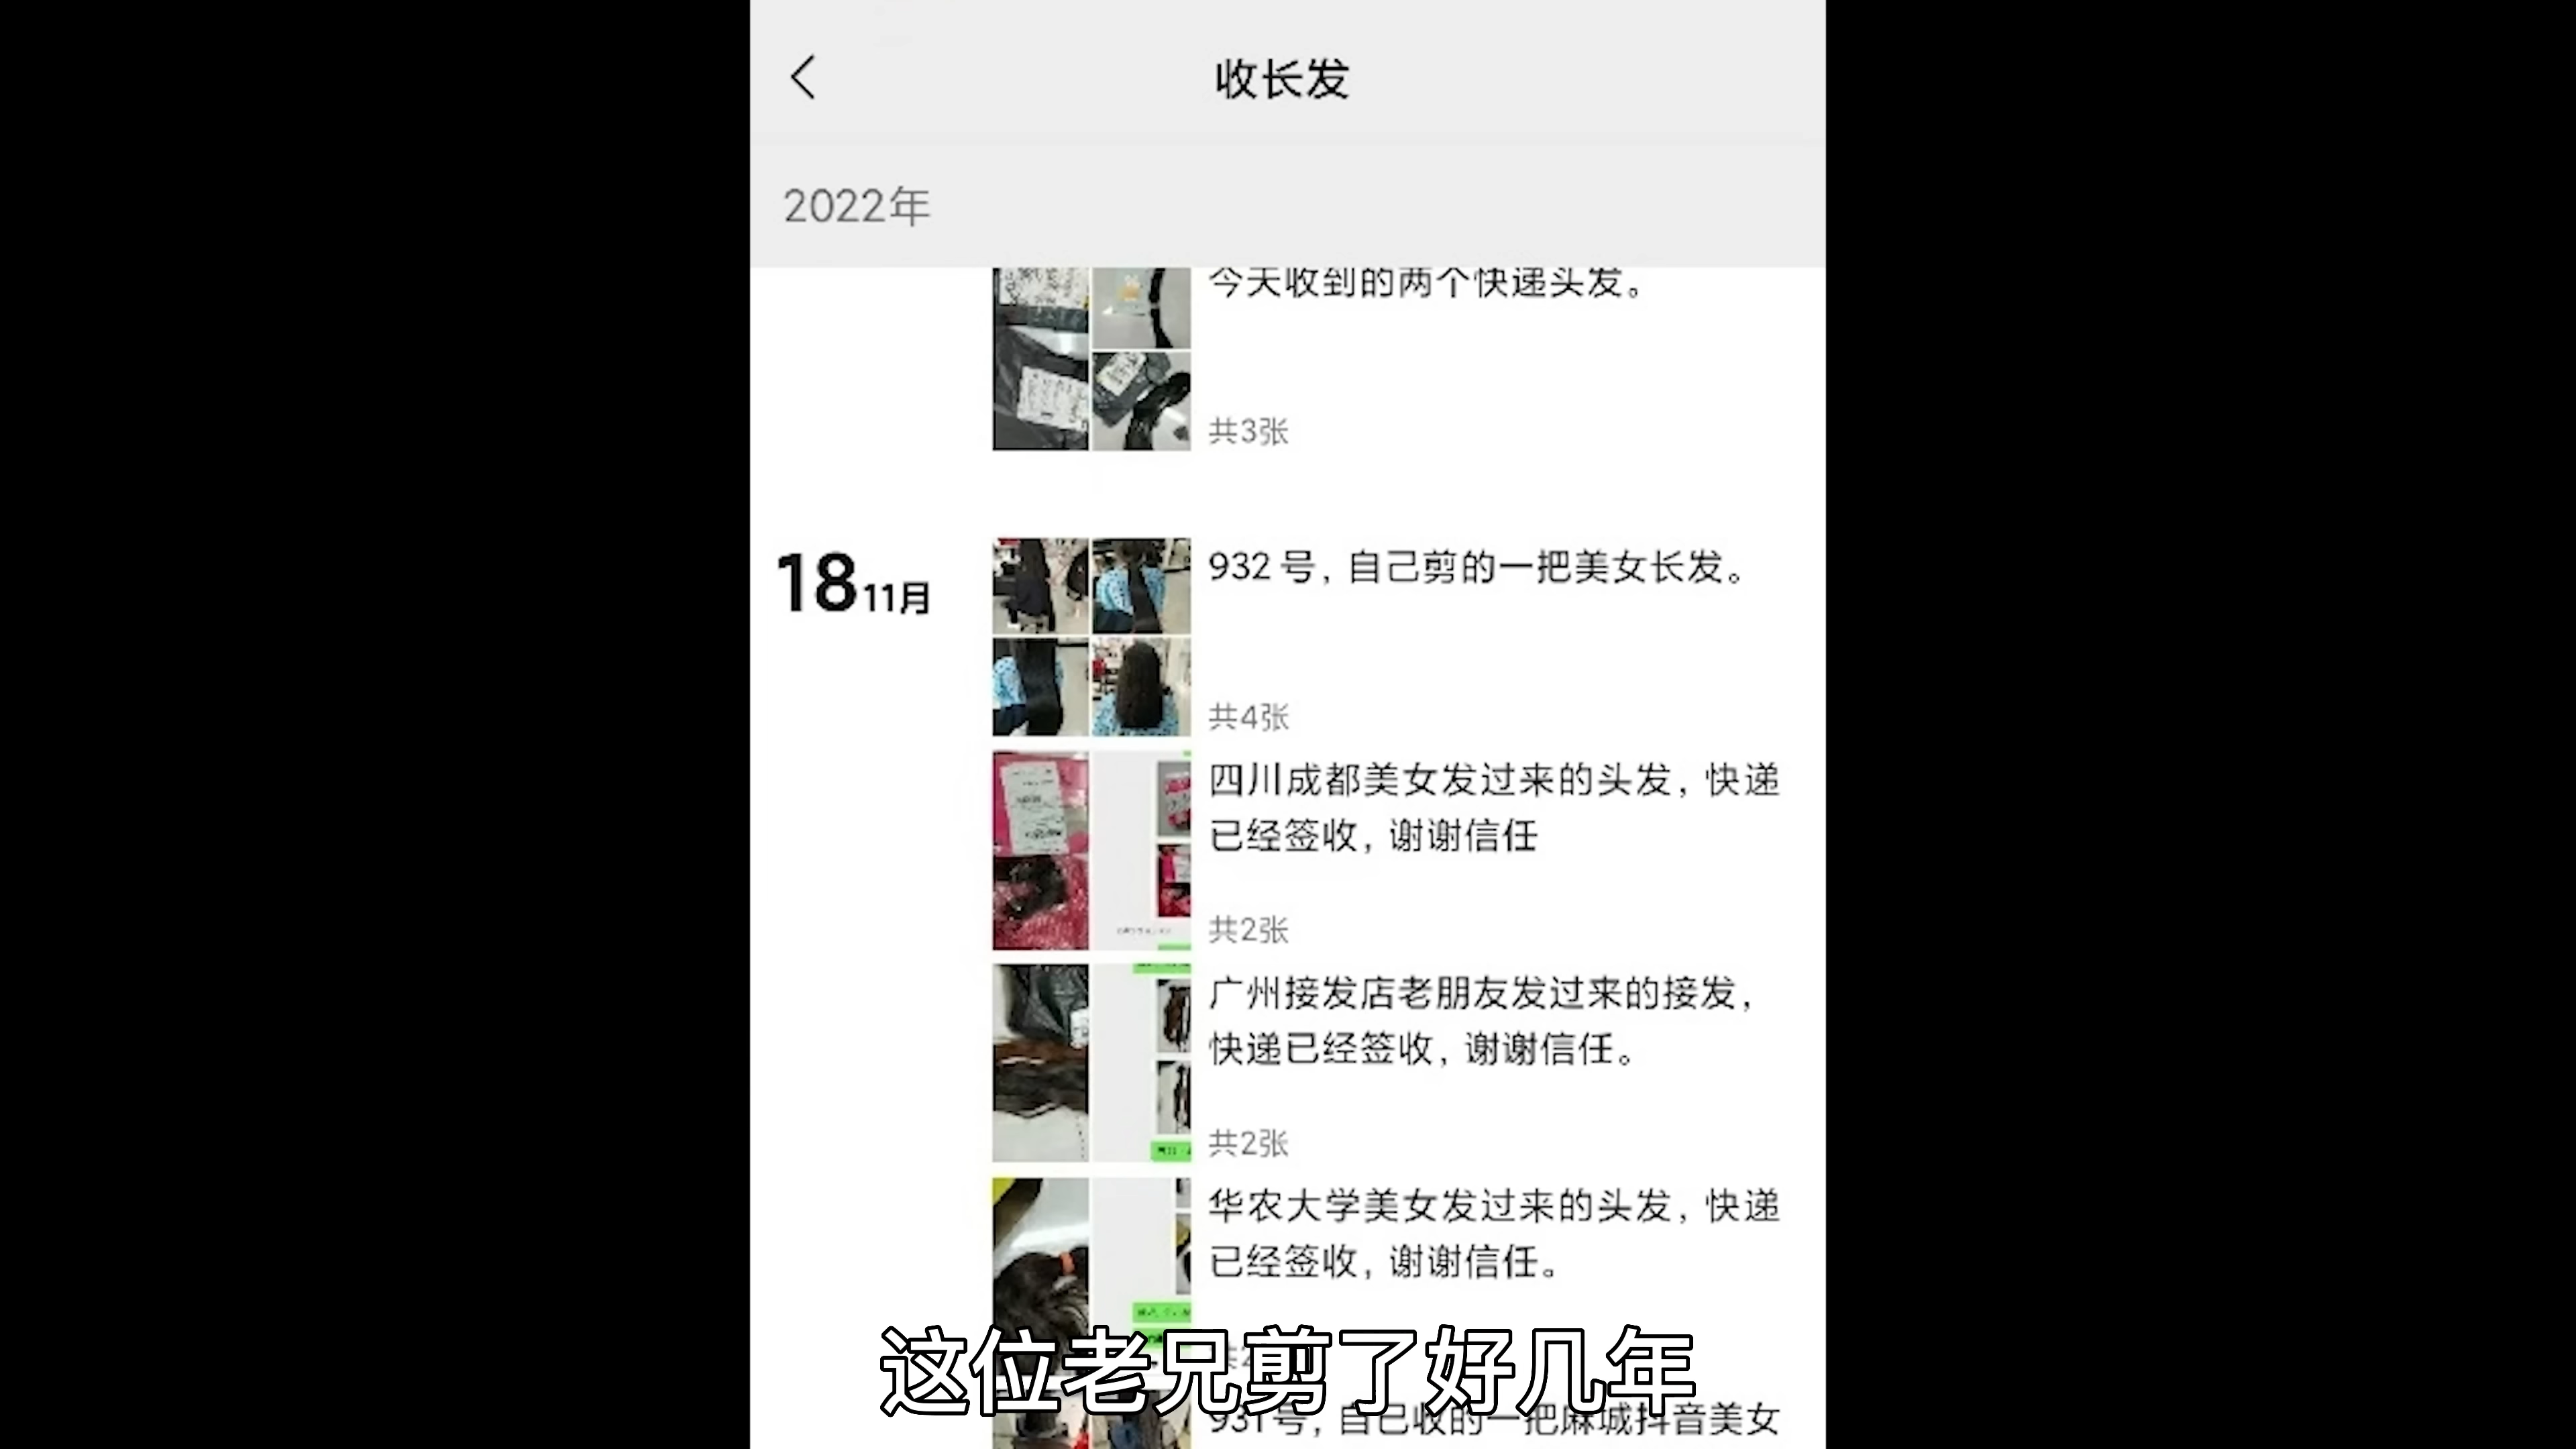 收长发
2022年
今天收到的两个快递头发。
共3张
18 11月
932 号，自己剪的一把美女长发。
共4张
四川成都美女发过来的头发，快递
已经签收，谢谢信任
共2张
广州接发店老朋友发过来的接发，
快递已经签收，谢谢信任。
共2张
华农大学美女发过来的头发，快递
已经签收，谢谢信任。
这位老兄剪了好几年
931 号，自己收的一把麻城抖音美女